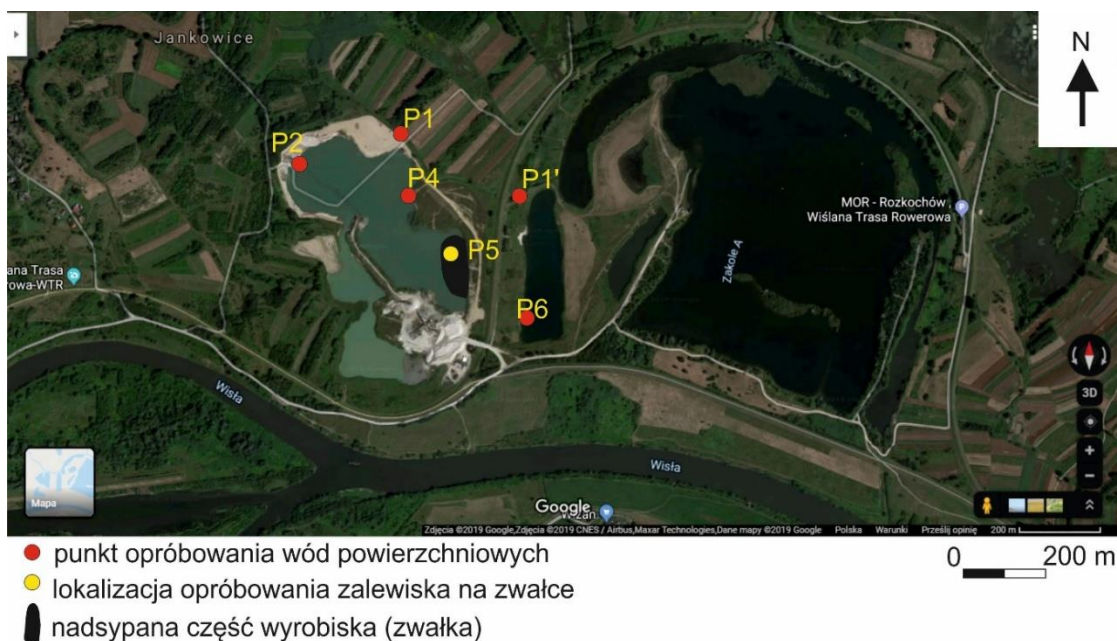 Jankowice
N
P1
P2
P4
P1'
MOR - Rozkochów ,
Wiślana Trasa Rowerowa
P5
Zakole A
ana Trasa
rowa-WTR
P6
3D
Wisła
Wisła
Mapa
Google
Zdjęcia ©2019 Google,Zdjęcia ©2019 CNES / Airbus,Maxar Technologies,Dane mapy ©2019 Google Polska Warunki Prześlij opinię 200 m
punkt opróbowania wód powierzchniowych
0 200 m
lokalizacja opróbowania zalewiska na zwałce
nadsypana część wyrobiska (zwałka)